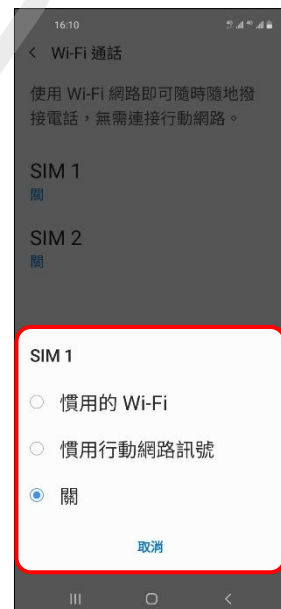 16:10
Wi-Fi 通話
使用 Wi-Fi 網路即可隨時隨地撥
接電話，無需連接行動網路。
SIM 1
關
SIM 2
關
SIM 1
慣用的 Wi-Fi
慣用行動網路訊號
關
取消